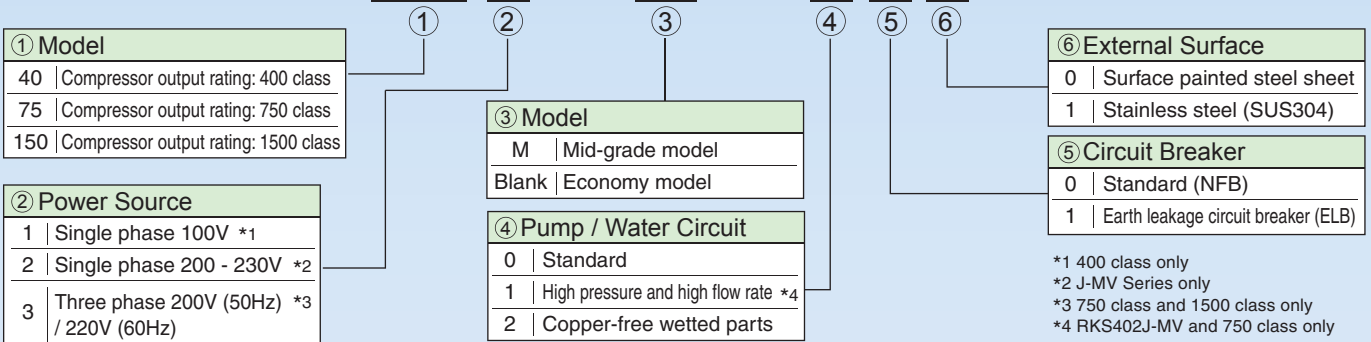 ① ② ③ ④ ⑤ ⑥
① Model
40 Compressor output rating: 400 class
75 Compressor output rating: 750 class
150 Compressor output rating: 1500 class
② Power Source
1 Single phase 100V *1
2 Single phase 200 - 230V *2
3 Three phase 200V (50Hz) *3
/ 220V (60Hz)
③ Model
M Mid-grade model
Blank Economy model
④ Pump / Water Circuit
0 Standard
1 High pressure and high flow rate *4
2 Copper-free wetted parts
⑥ External Surface
0 Surface painted steel sheet
1 Stainless steel (SUS304)
⑤ Circuit Breaker
0 Standard (NFB)
1 Earth leakage circuit breaker (ELB)
*1 400 class only
*2 J-MV Series only
*3 750 class and 1500 class only
*4 RKS402J-MV and 750 class only